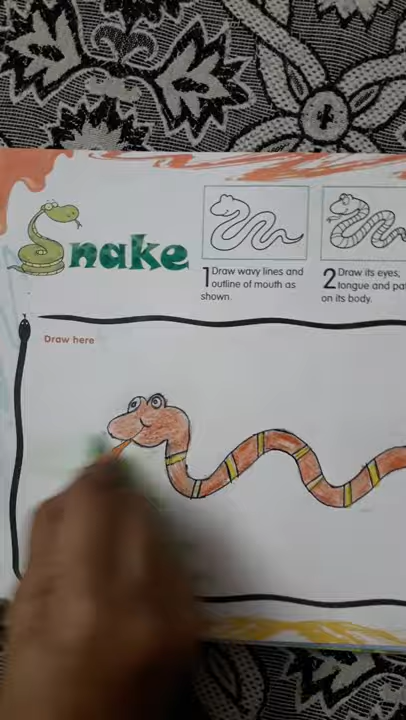 Snake
1 Draw wavy lines and
outline of mouth as
shown.
2 Draw its eyes,
tongue and pa
on its body.
Draw here